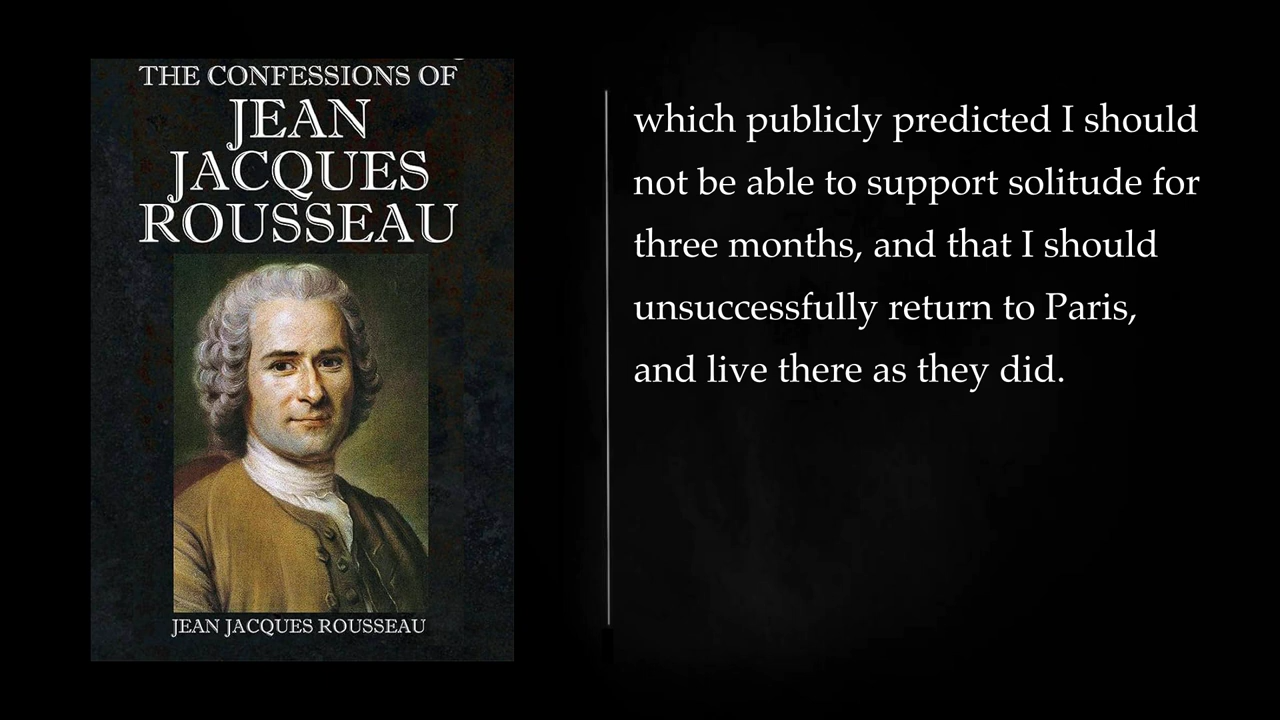 THE CONFESSIONS OF
JEAN
JACQUES
ROUSSEAU
JEAN JACQUES ROUSSEAU
which publicly predicted I should
not be able to support solitude for
three months, and that I should
unsuccessfully return to Paris,
and live there as they did.